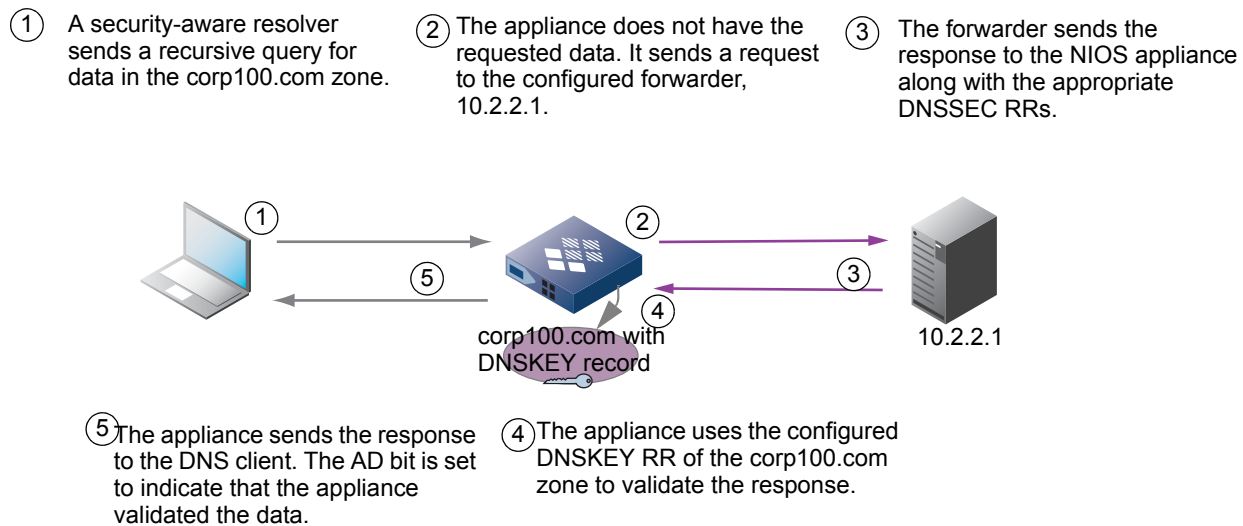 1
A security-aware resolver
sends a recursive query for
data in the corp100.com zone.
2
The appliance does not have the
requested data. It sends a request
to the configured forwarder,
10.2.2.1.
3
The forwarder sends the
response to the NIOS appliance
along with the appropriate
DNSSEC RRs.
1
2
5
3
4
corp100.com with
DNSKEY record
10.2.2.1
5
The appliance sends the response
to the DNS client. The AD bit is set
to indicate that the appliance
validated the data.
4
The appliance uses the configured
DNSKEY RR of the corp100.com
zone to validate the response.